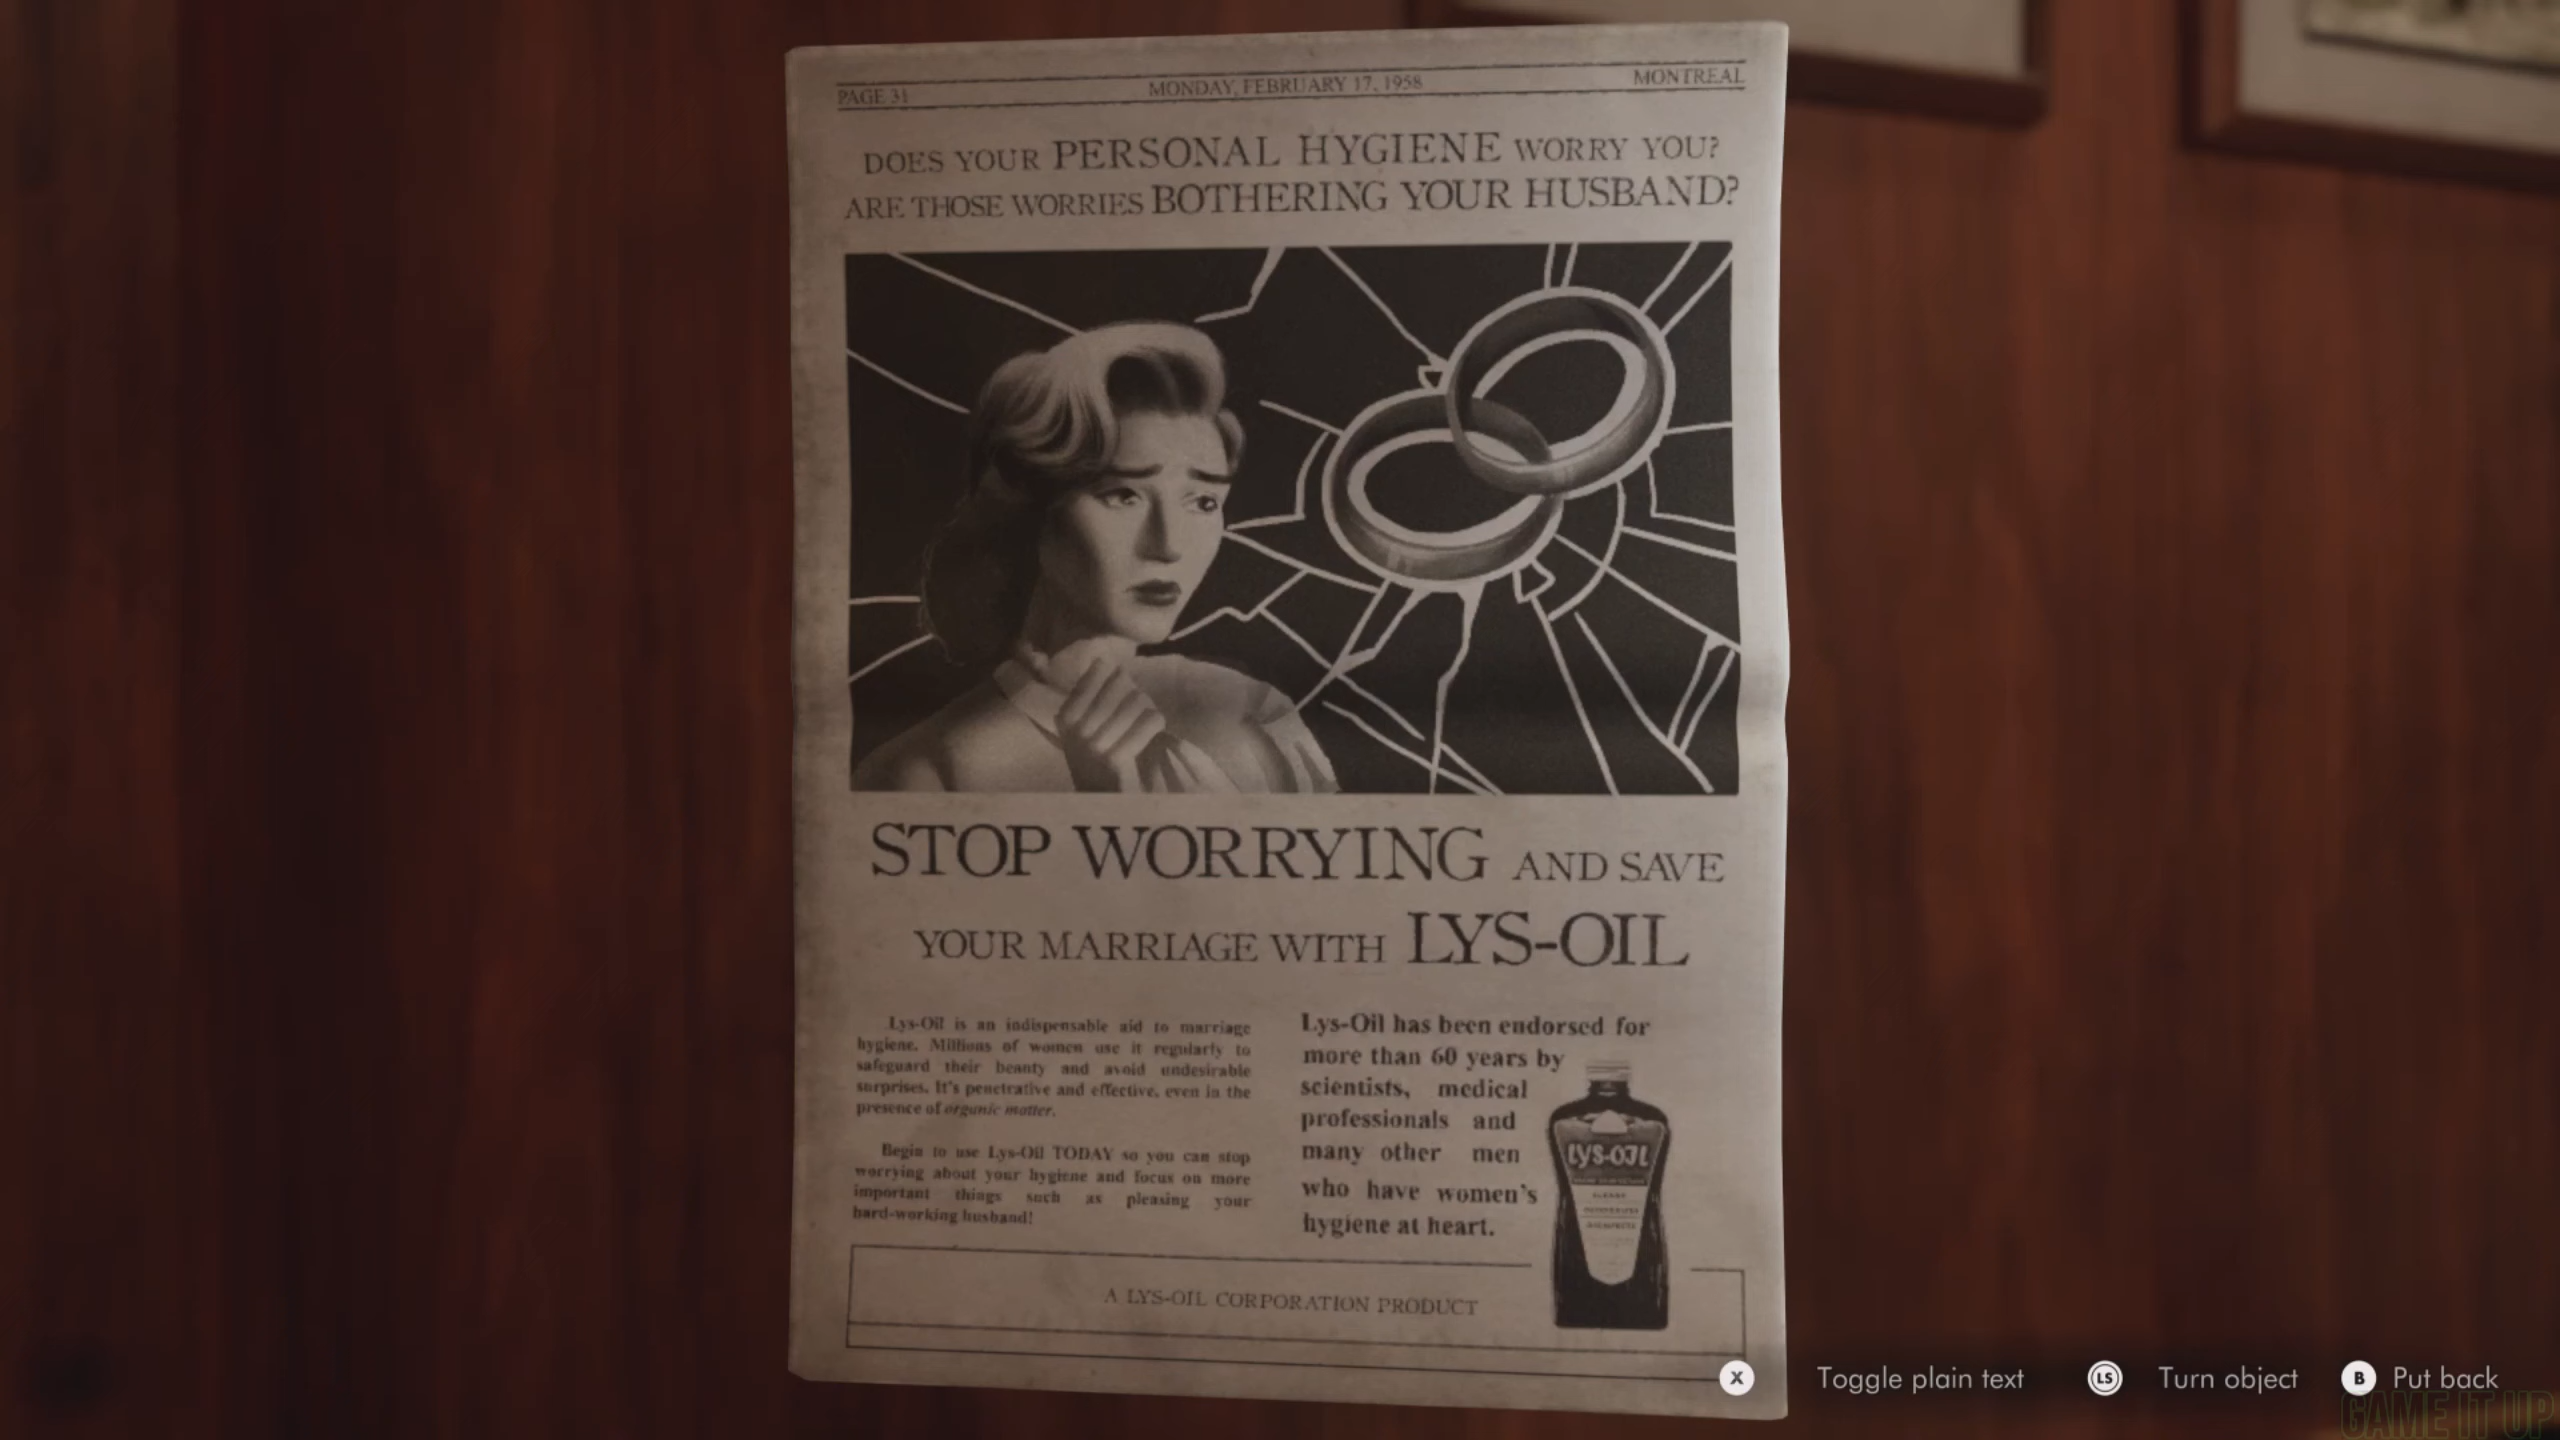 PAGE 31
MONDAY, FEBRUARY 17, 1958
MONTREAL
DOES YOUR PERSONAL HYGIENE WORRY YOU?
ARE THOSE WORRIES BOTHERING YOUR HUSBAND?
STOP WORRYING AND SAVE
YOUR MARRIAGE WITH LYS-OIL
Lys-Oil is an indispensable aid to marriage
hygiene. Millions of women use it regularly to
safeguard their beauty and avoid undesirable
surprises. It's penetrative and effective, even in the
presence of organic matter.
Begin to use Lys-Oil TODAY so you can stop
worrying about your hygiene and focus on more
important things such as pleasing your
hard-working husband!
Lys-Oil has been endorsed for
more than 60 years by
scientists, medical
professionals and
many other men
who have women's
hygiene at heart.
LYS-OIL
A LYS-OIL CORPORATION PRODUCT
X Toggle plain text
LS Turn object
B Put back
GAME IT UP